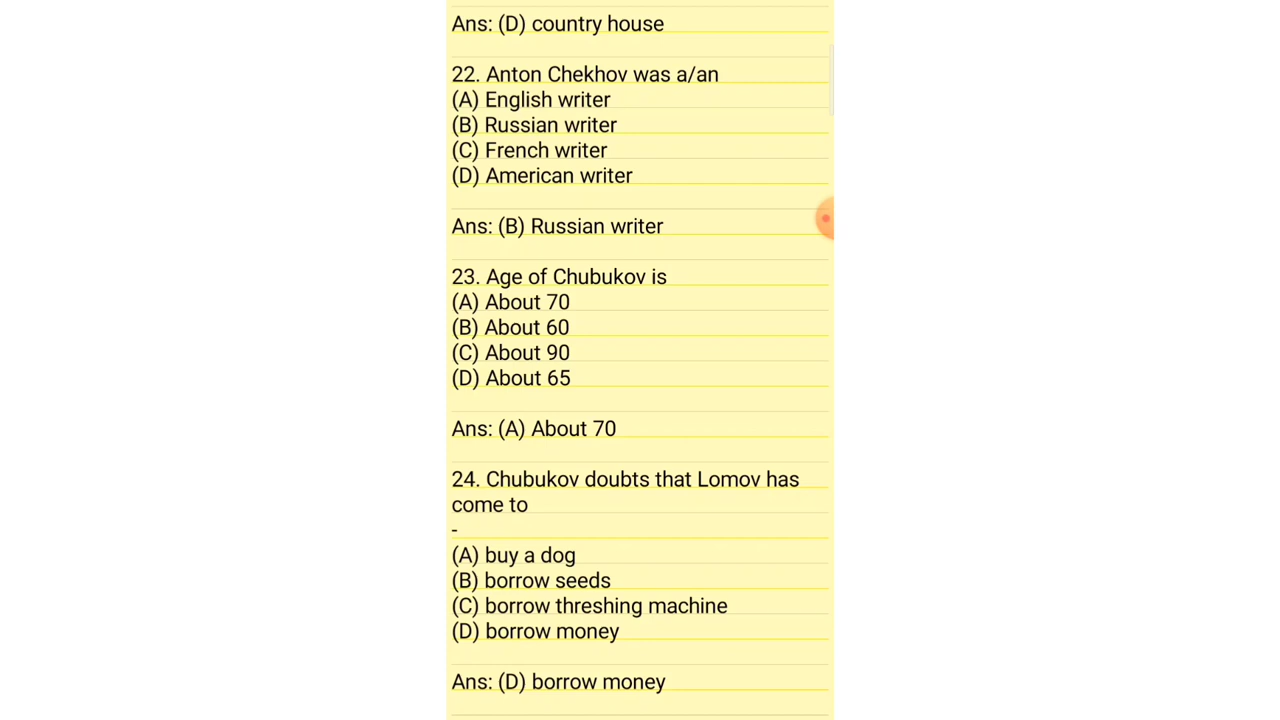 Ans: (D) country house
22. Anton Chekhov was a/an
(A) English writer
(B) Russian writer
(C) French writer
(D) American writer
Ans: (B) Russian writer
23. Age of Chubukov is
(A) About 70
(B) About 60
(C) About 90
(D) About 65
Ans: (A) About 70
24. Chubukov doubts that Lomov has
come to
-
(A) buy a dog
(B) borrow seeds
(C) borrow threshing machine
(D) borrow money
Ans: (D) borrow money